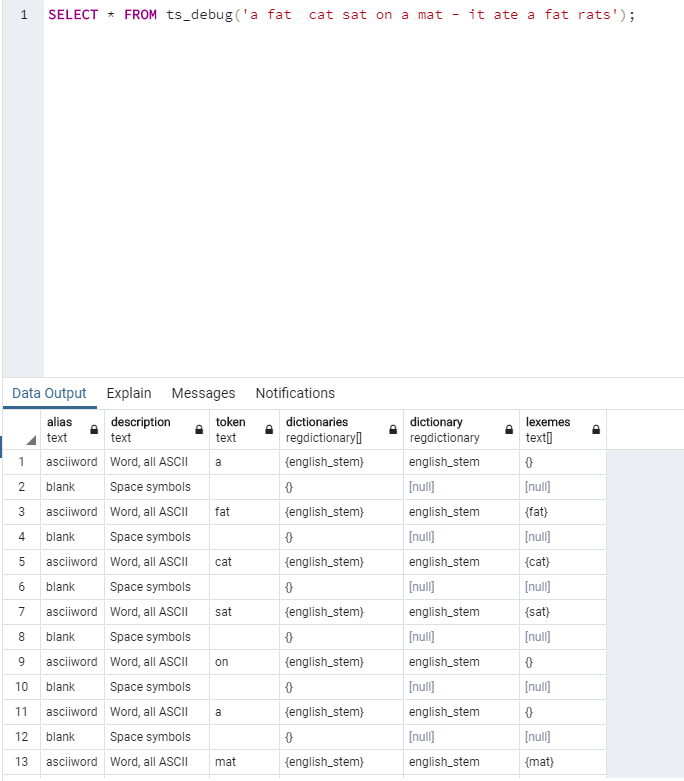 1 SELECT * FROM ts_debug('a fat  cat sat on a mat - it ate a fat rats');
Data Output Explain Messages Notifications
alias description token dictionaries dictionary lexemes
text text text regdictionary[] regdictionary text[]
1 asciiword Word, all ASCII a {english_stem} english_stem {}
2 blank Space symbols {} [null] [null]
3 asciiword Word, all ASCII fat {english_stem} english_stem {fat}
4 blank Space symbols {} [null] [null]
5 asciiword Word, all ASCII cat {english_stem} english_stem {cat}
6 blank Space symbols {} [null] [null]
7 asciiword Word, all ASCII sat {english_stem} english_stem {sat}
8 blank Space symbols {} [null] [null]
9 asciiword Word, all ASCII on {english_stem} english_stem {}
10 blank Space symbols {} [null] [null]
11 asciiword Word, all ASCII a {english_stem} english_stem {}
12 blank Space symbols {} [null] [null]
13 asciiword Word, all ASCII mat {english_stem} english_stem {mat}